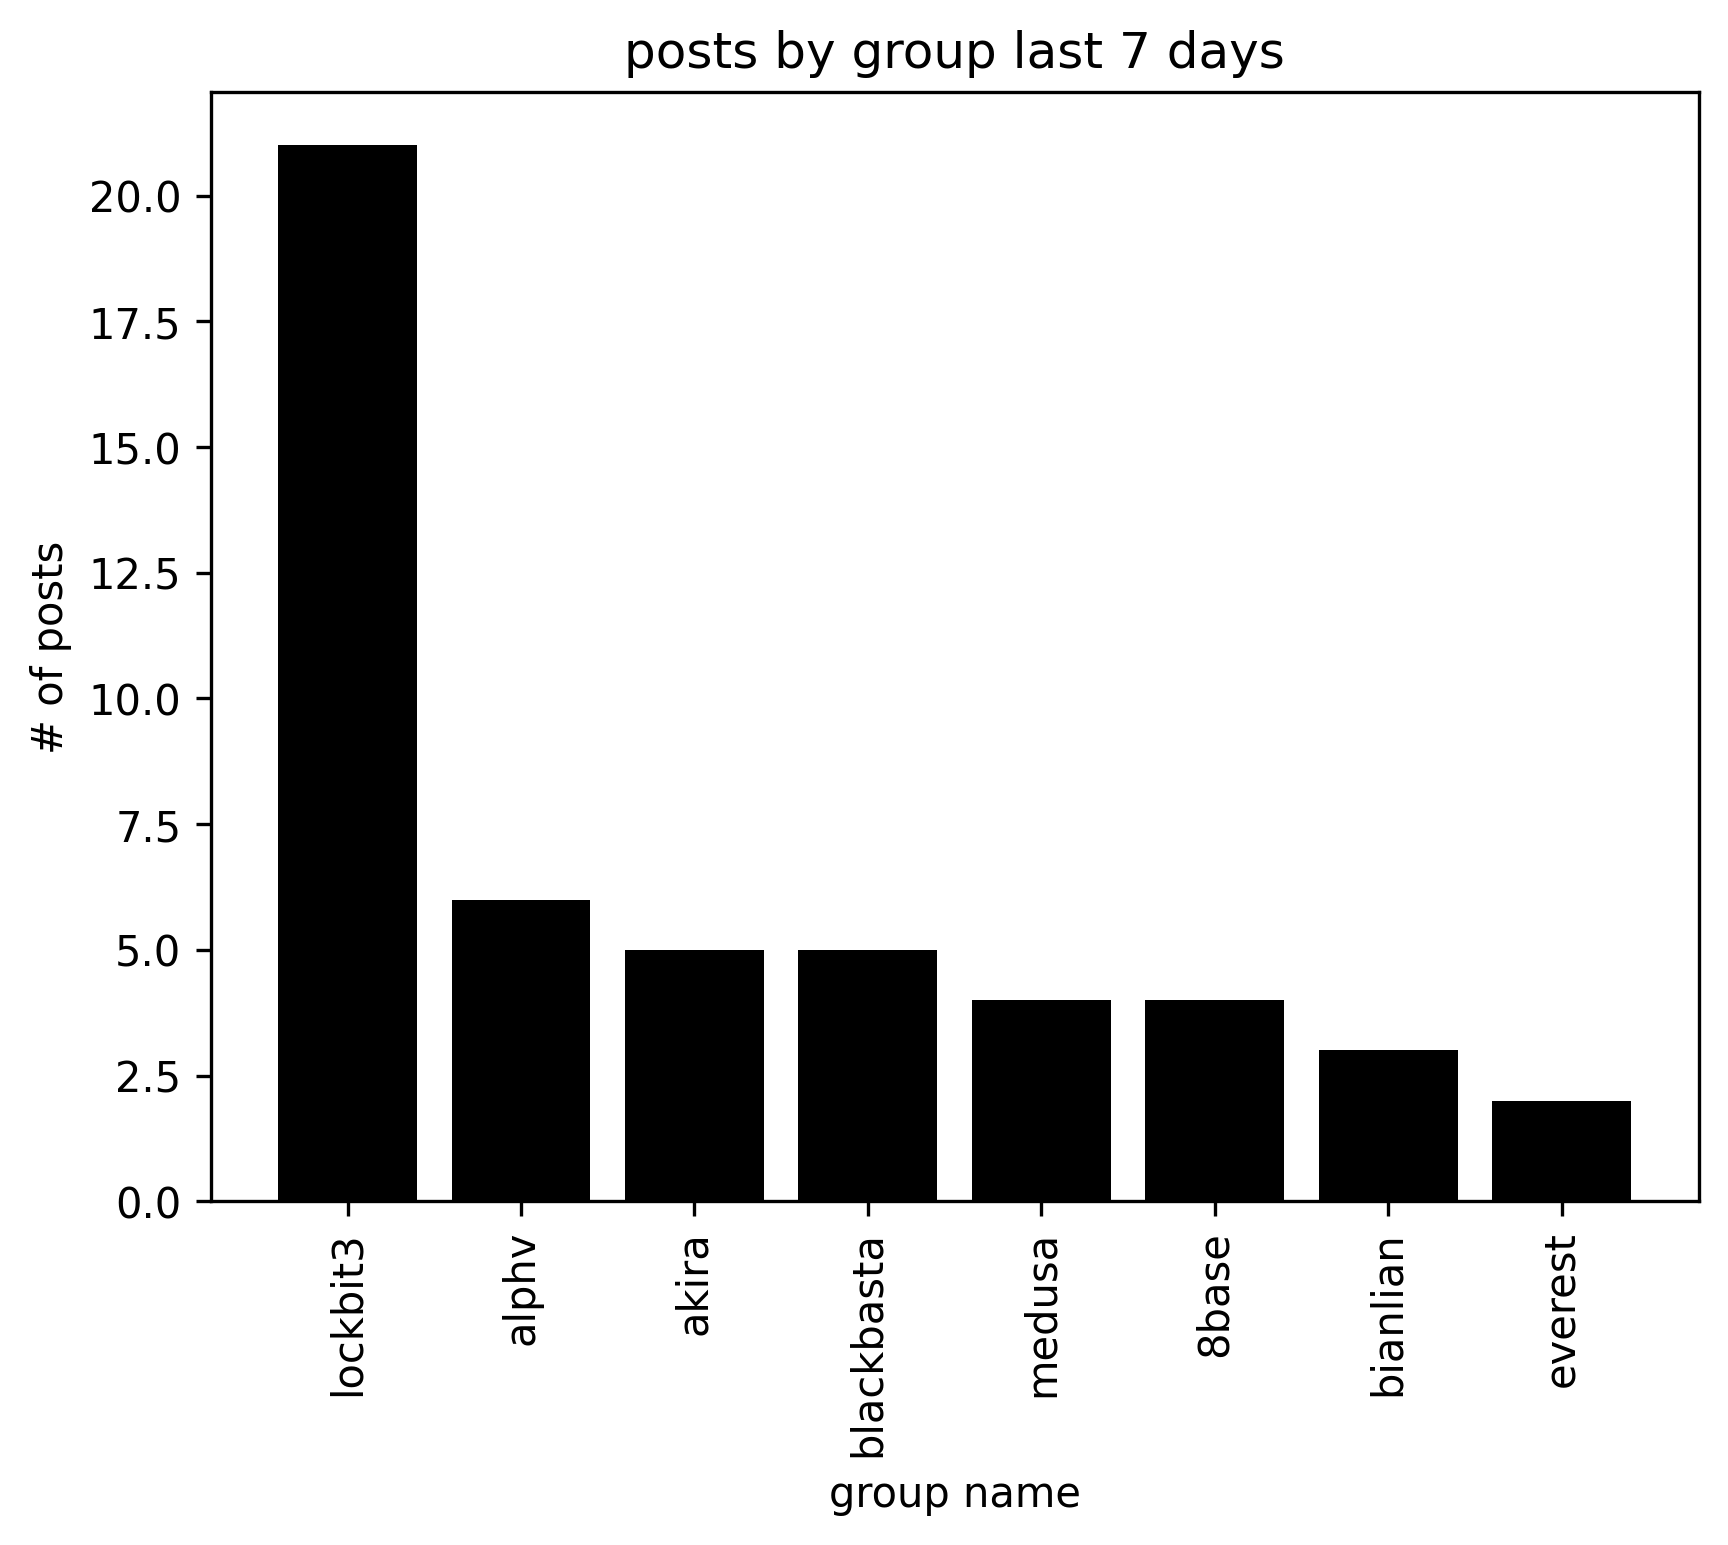 posts by group last 7 days
# of posts
20.0
17.5
15.0
12.5
10.0
7.5
5.0
2.5
0.0
lockbit3
alphv
akira
blackbasta
medusa
8base
bianlian
everest
group name